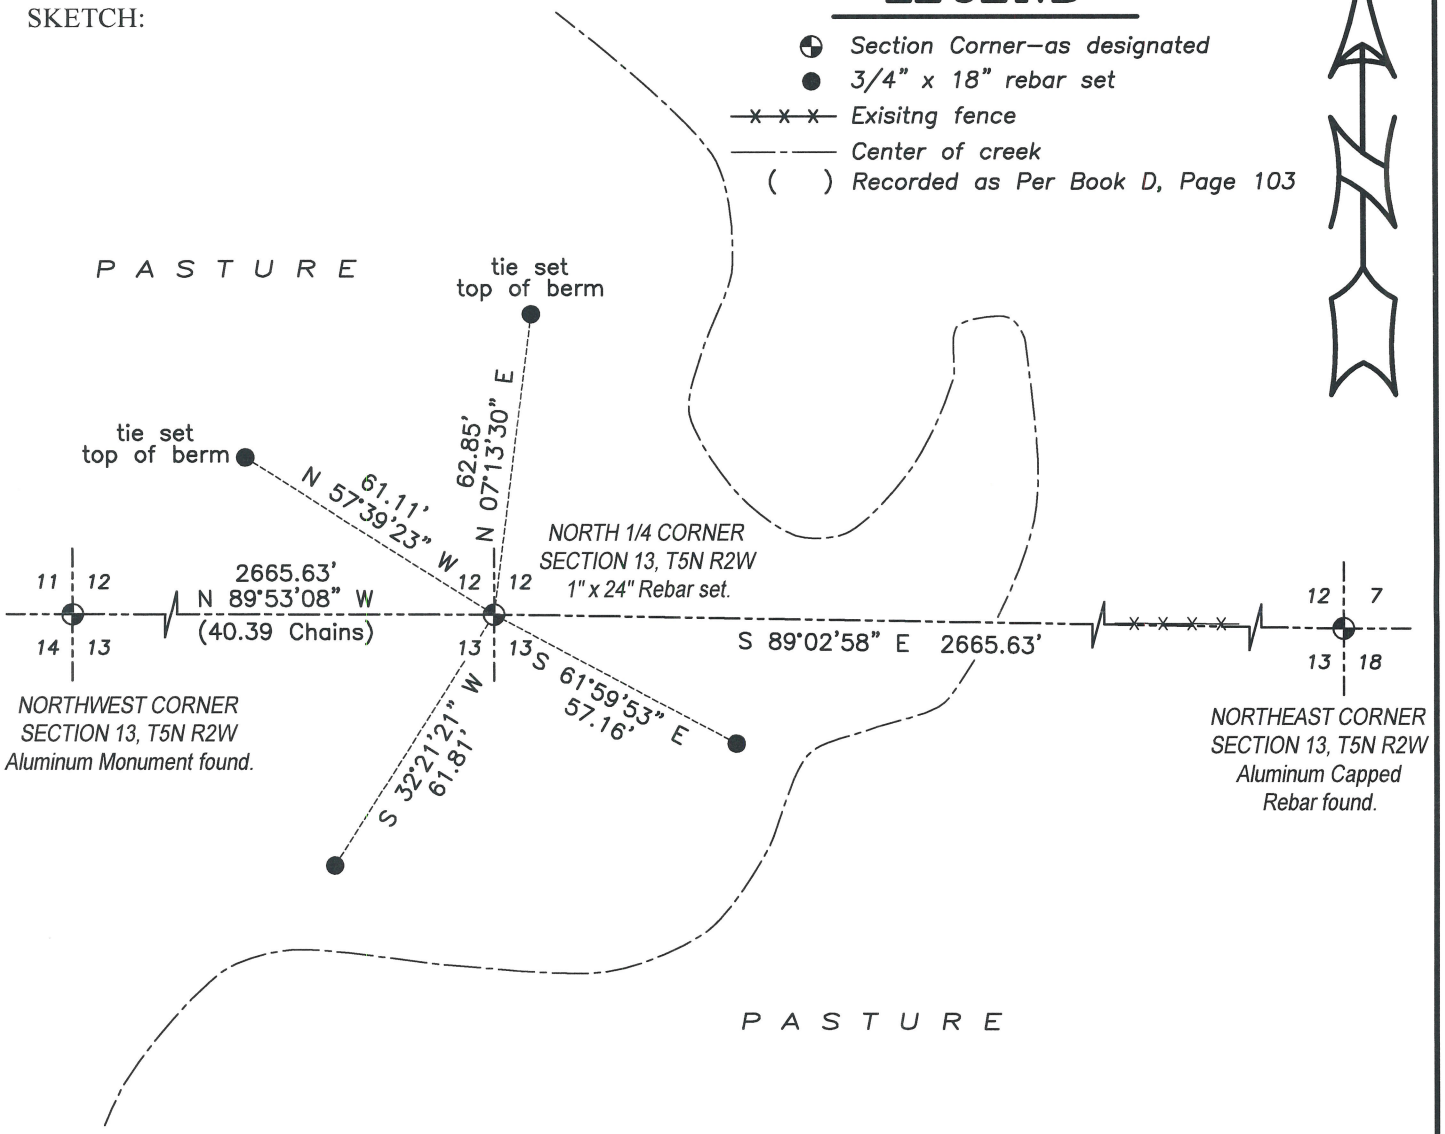 SKETCH:
Section Corner-as designated
3/4" x 18" rebar set
Exisitng fence
Center of creek
( ) Recorded as Per Book D, Page 103
N
PASTURE
tie set
top of berm
tie set
top of berm
62.85'
N 07°13'30" E
61.11'
N 57°39'23" W
NORTH 1/4 CORNER
SECTION 13, T5N R2W
1" x 24" Rebar set.
11 12
14 13
2665.63'
N 89°53'08" W
(40.39 Chains)
12 12
13 13
S 89°02'58" E 2665.63'
12 7
13 18
S 61°59'53" E
57.16'
S 32°21'21" W
61.81'
NORTHWEST CORNER
SECTION 13, T5N R2W
Aluminum Monument found.
NORTHEAST CORNER
SECTION 13, T5N R2W
Aluminum Capped
Rebar found.
PASTURE